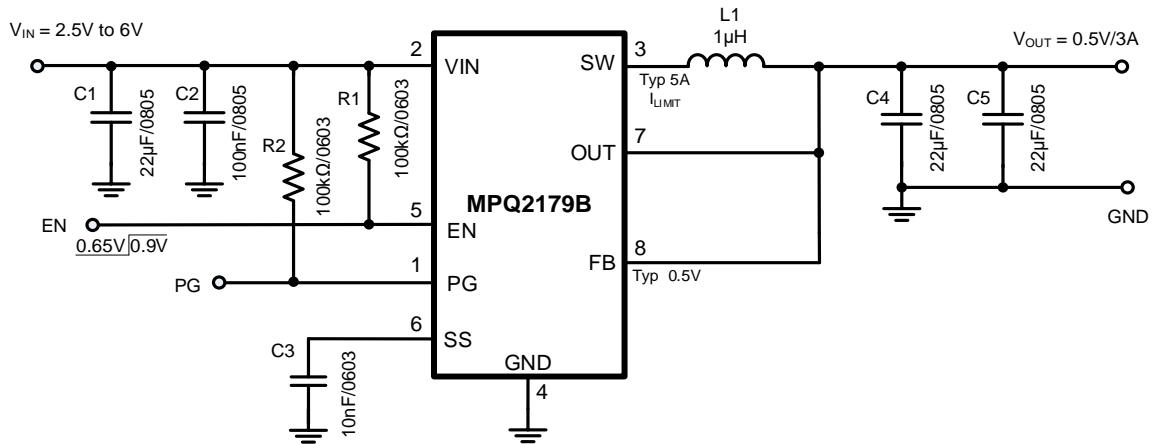 V_IN = 2.5V to 6V
C1
22µF/0805
C2
100nF/0805
R2
100kΩ/0603
R1
100kΩ/0603
EN
0.65V 0.9V
PG
C3
10nF/0603
2
VIN
5
EN
1
PG
6
SS
MPQ2179B
GND
4
SW
3
Typ 5A
I_LIMIT
OUT
7
FB
8
Typ 0.5V
L1
1µH
V_OUT = 0.5V/3A
C4
22µF/0805
C5
22µF/0805
GND